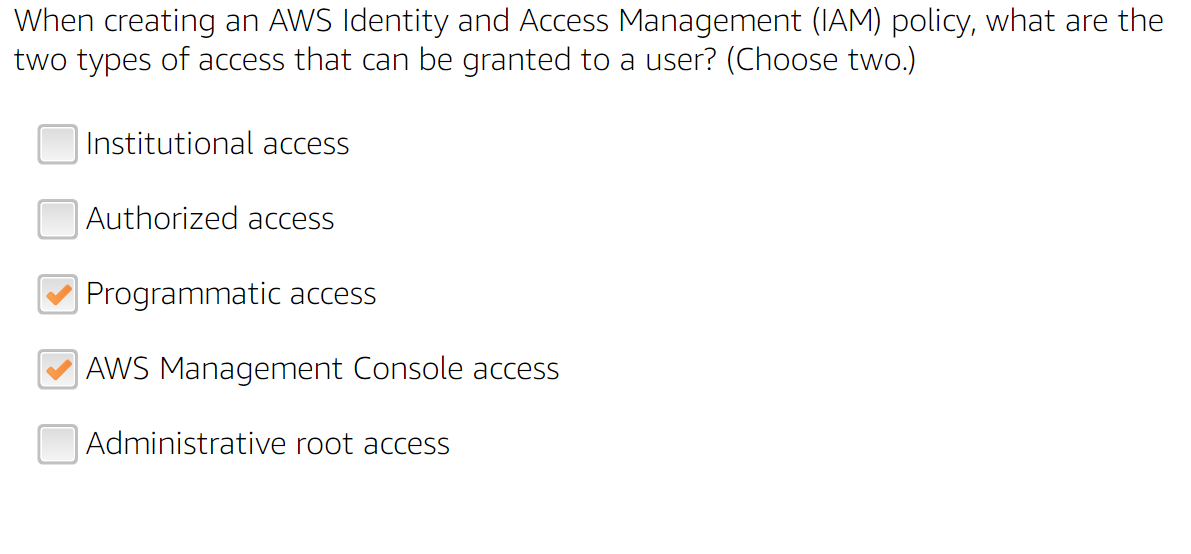 When creating an AWS Identity and Access Management (IAM) policy, what are the
two types of access that can be granted to a user? (Choose two.)
Institutional access
Authorized access
Programmatic access
AWS Management Console access
Administrative root access